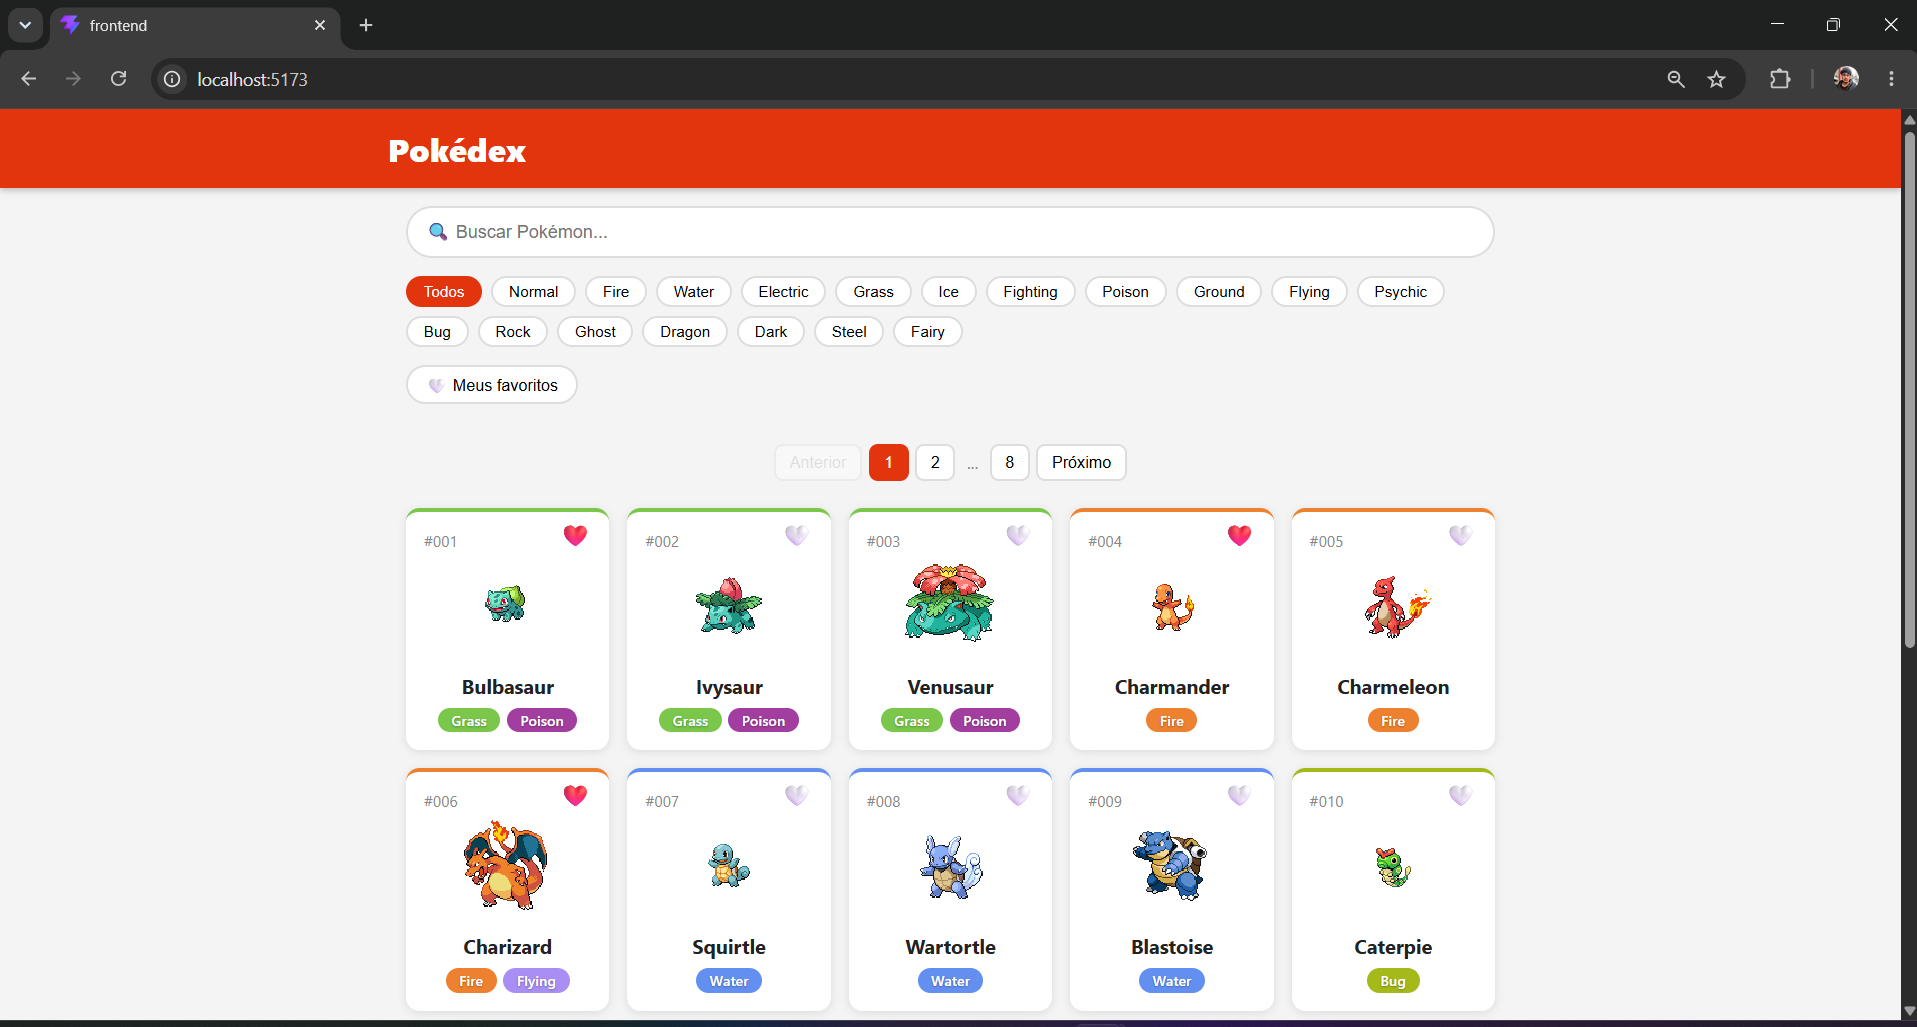 frontend
localhost:5173
Pokédex
Buscar Pokémon...
Todos Normal Fire Water Electric Grass Ice Fighting Poison Ground Flying Psychic
Bug Rock Ghost Dragon Dark Steel Fairy
Meus favoritos
Anterior 1 2 ... 8 Próximo
#001 #002 #003 #004 #005
Bulbasaur Ivysaur Venusaur Charmander Charmeleon
Grass Poison Grass Poison Grass Poison Fire Fire
#006 #007 #008 #009 #010
Charizard Squirtle Wartortle Blastoise Caterpie
Fire Flying Water Water Water Bug